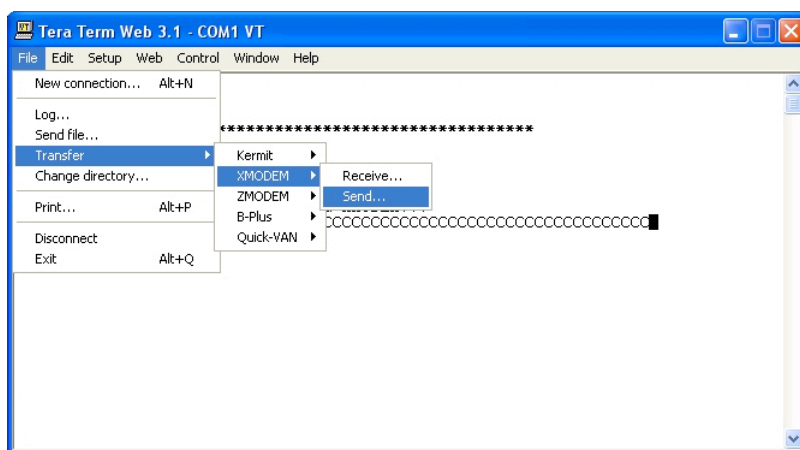 Tera Term Web 3.1 - COM1 VT
File Edit Setup Web Control Window Help
New connection... Alt+N
Log...
Send file...
Transfer
Change directory...
Print... Alt+P
Disconnect
Exit Alt+Q
Kermit
XMODEM
ZMODEM
B-Plus
Quick-VAN
Receive...
Send...
***********************************
CCCCCCCCCCCCCCCCCCCCCCCCCCCCCCCCCCCC